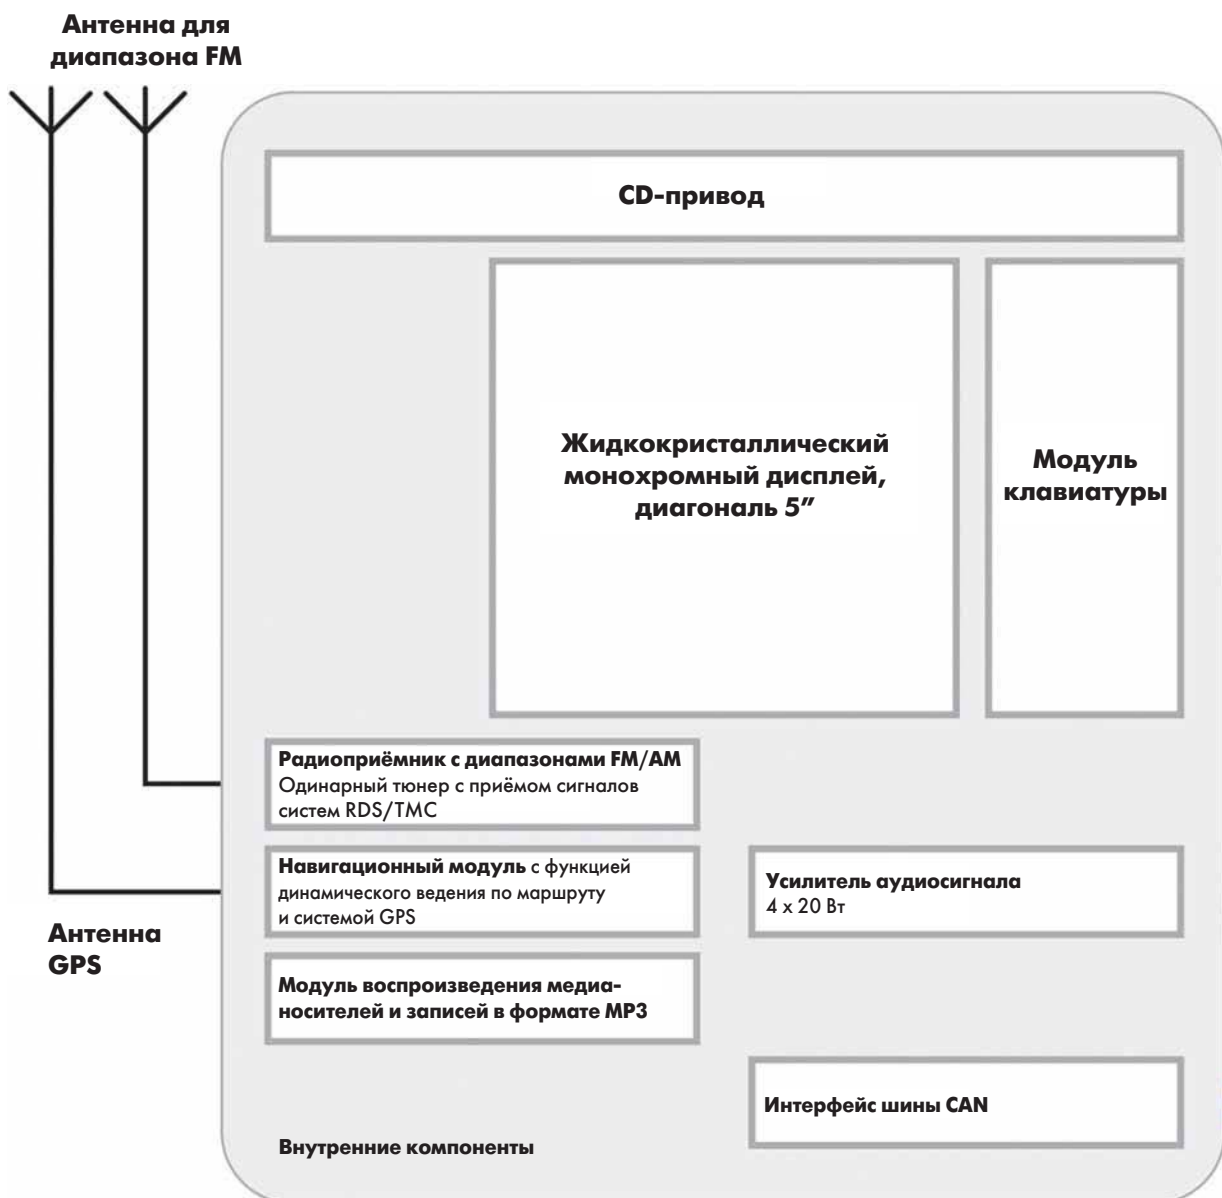 Антенна для
диапазона FM
CD-привод
Жидкокристаллический
монохромный дисплей,
диагональ 5”
Модуль
клавиатуры
Радиоприёмник с диапазонами FM/AM
Одинарный тюнер с приёмом сигналов
систем RDS/TMC
Навигационный модуль с функцией
динамического ведения по маршруту
и системой GPS
Усилитель аудиосигнала
4 x 20 Вт
Антенна
GPS
Модуль воспроизведения медиа-
носителей и записей в формате MP3
Интерфейс шины CAN
Внутренние компоненты